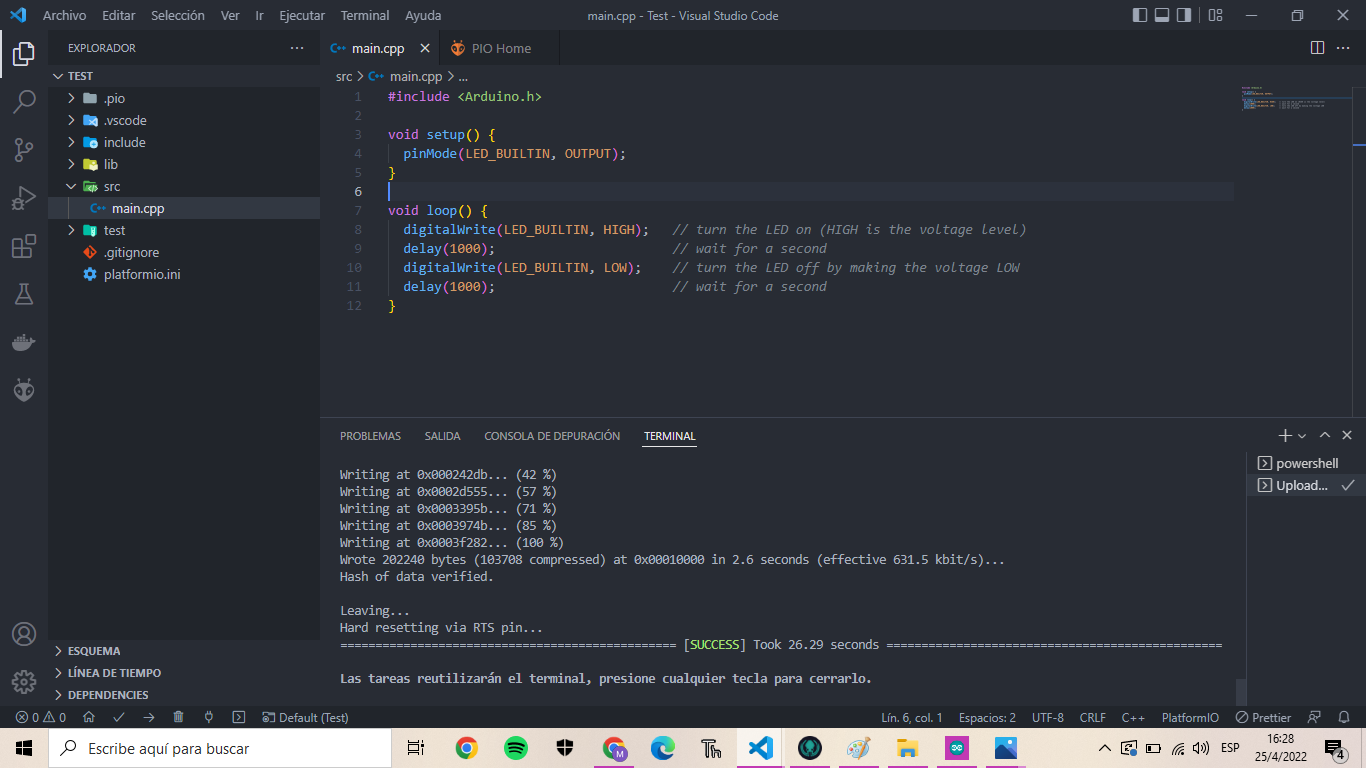 Archivo Editar Selección Ver Ir Ejecutar Terminal Ayuda
main.cpp - Test - Visual Studio Code
EXPLORADOR
TEST
.pio
.vscode
include
lib
src
main.cpp
test
.gitignore
platformio.ini
ESQUEMA
LÍNEA DE TIEMPO
DEPENDENCIES
main.cpp
PIO Home
src > main.cpp > ...
1 #include <Arduino.h>
2
3 void setup() {
4 pinMode(LED_BUILTIN, OUTPUT);
5 }
6
7 void loop() {
8 digitalWrite(LED_BUILTIN, HIGH); // turn the LED on (HIGH is the voltage level)
9 delay(1000); // wait for a second
10 digitalWrite(LED_BUILTIN, LOW); // turn the LED off by making the voltage LOW
11 delay(1000); // wait for a second
12 }
PROBLEMAS SALIDA CONSOLA DE DEPURACIÓN TERMINAL
Writing at 0x000242db... (42 %)
Writing at 0x0002d555... (57 %)
Writing at 0x0003395b... (71 %)
Writing at 0x0003974b... (85 %)
Writing at 0x0003f282... (100 %)
Wrote 202240 bytes (103708 compressed) at 0x00010000 in 2.6 seconds (effective 631.5 kbit/s)...
Hash of data verified.
Leaving...
Hard resetting via RTS pin...
================================================ [SUCCESS] Took 26.29 seconds ================================================
Las tareas reutilizarán el terminal, presione cualquier tecla para cerrarlo.
powershell
Upload...
0 0 Default (Test) Lín. 6, col. 1 Espacios: 2 UTF-8 CRLF C++ PlatformIO Prettier
Escribe aquí para buscar
M
ESP
16:28
25/4/2022
4